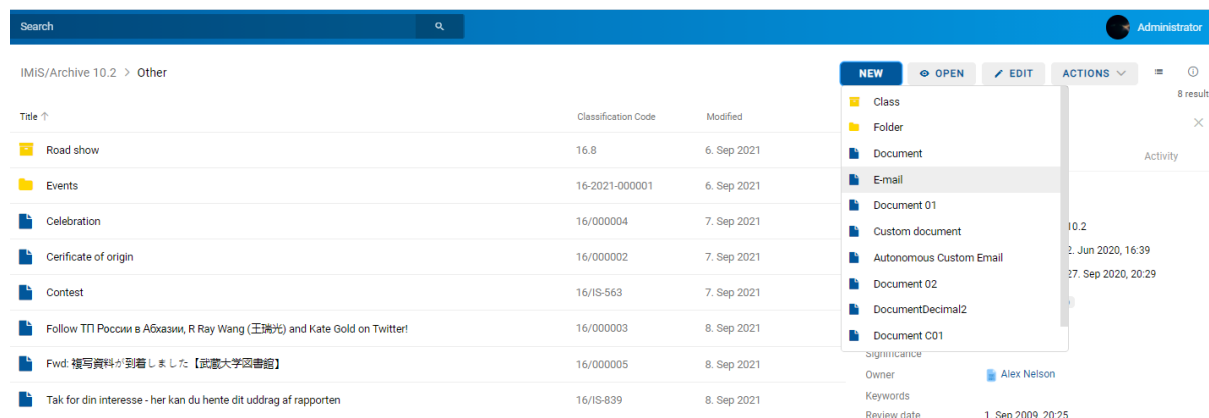 Search
Administrator
IMiS/Archive 10.2 > Other
NEW OPEN EDIT ACTIONS
8 result
Title ↑ Classification Code Modified
Road show 16.8 6. Sep 2021
Events 16-2021-000001 6. Sep 2021
Celebration 16/000004 7. Sep 2021
Cerificate of origin 16/000002 7. Sep 2021
Contest 16/IS-563 7. Sep 2021
Follow ТП России в Абхазии, R Ray Wang (王瑞光) and Kate Gold on Twitter! 16/000003 8. Sep 2021
Fwd: 複写資料が到着しました【武蔵大学図書館】 16/000005 8. Sep 2021
Tak for din interesse - her kan du hente dit uddrag af rapporten 16/IS-839 8. Sep 2021
Class
Folder
Document
E-mail
Document 01
Custom document
Autonomous Custom Email
Document 02
DocumentDecimal2
Document C01
Activity
10.2
2. Jun 2020, 16:39
27. Sep 2020, 20:29
Significance
Owner Alex Nelson
Keywords
Review date 1. Sep 2009, 20:25